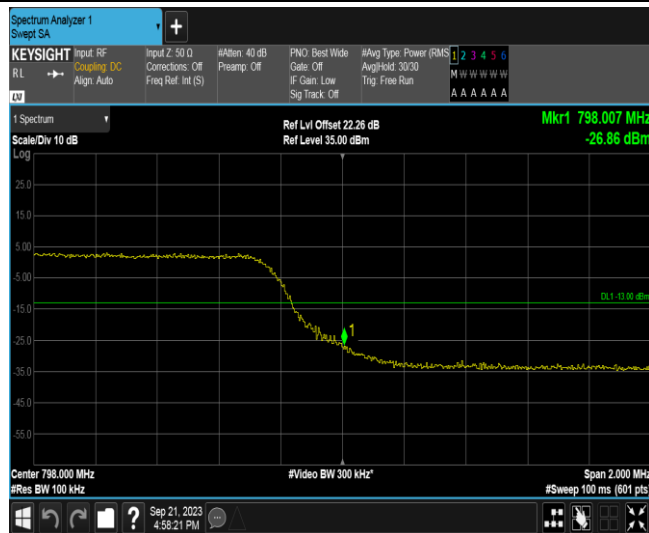 Spectrum Analyzer 1
Swept SA
+
KEYSIGHT
RL
LXI
Input: RF
Coupling: DC
Align: Auto
Input Z: 50 Ω
Corrections: Off
Freq Ref: Int (S)
#Atten: 40 dB
Preamp: Off
PNO: Best Wide
Gate: Off
IF Gain: Low
Sig Track: Off
#Avg Type: Power (RMS
Avg|Hold: 30/30
Trig: Free Run
1 2 3 4 5 6
M W W W W W
A A A A A A
1 Spectrum
Scale/Div 10 dB
Log
Ref Lvl Offset 22.26 dB
Ref Level 35.00 dBm
Mkr1 798.007 MHz
-26.86 dBm
25.0
15.0
5.00
-5.00
DL1 -13.00 dBm
-15.0
1
-25.0
-35.0
-45.0
-55.0
Center 798.000 MHz
#Res BW 100 kHz
#Video BW 300 kHz*
Span 2.000 MHz
#Sweep 100 ms (601 pts)
?
Sep 21, 2023
4:58:21 PM